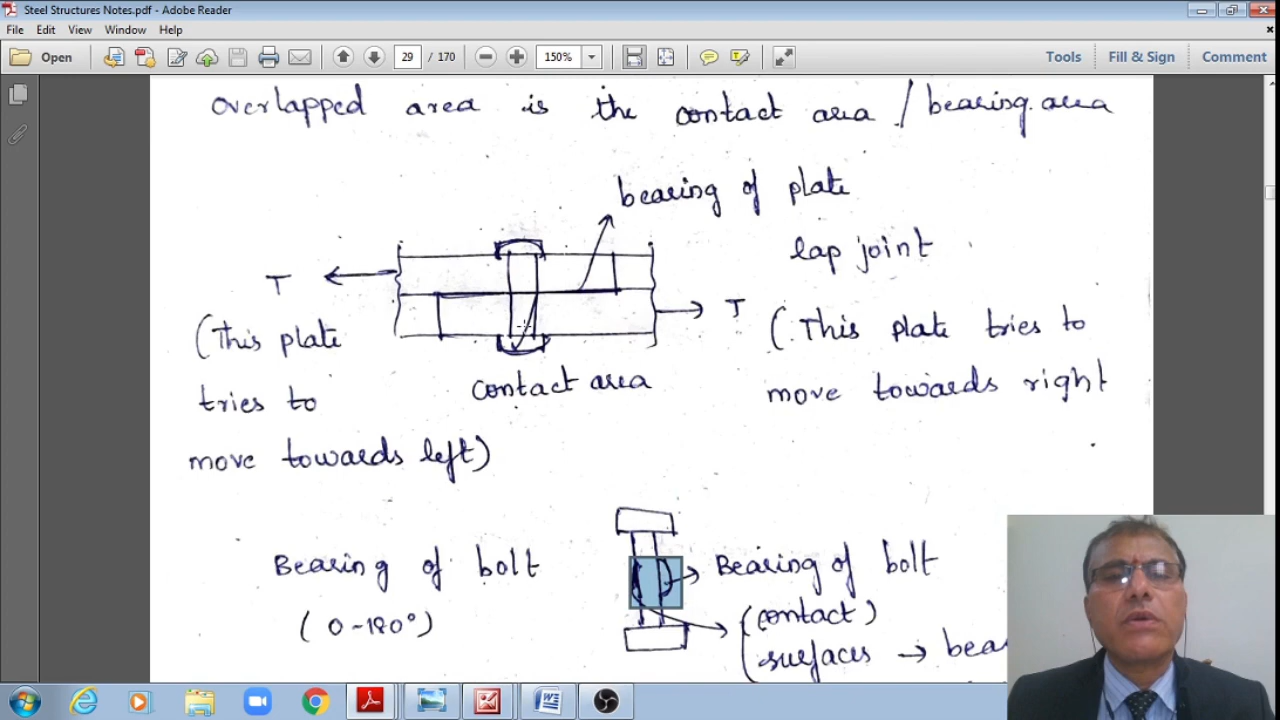 Steel Structures Notes.pdf - Adobe Reader
File Edit View Window Help
Open 29 / 170 150% Tools Fill & Sign Comment
overlapped area is the contact area / bearing area
bearing of plate
lap joint
T
T
(This plate
tries to
move towards left)
(This plate tries to
move towards right
contact area
Bearing of bolt
(0-180°)
Bearing of bolt
(contact)
surfaces → bea